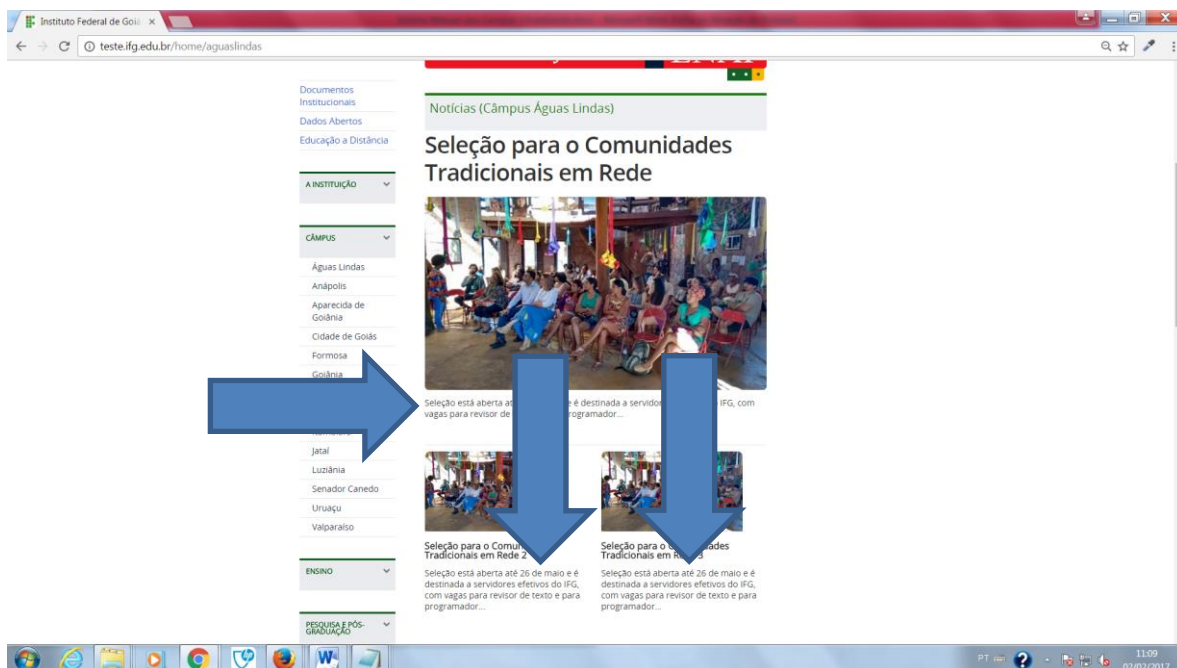 Instituto Federal de Goiá
teste.ifg.edu.br/home/aguaslindas
Documentos
Institucionais
Dados Abertos
Educação a Distância
A INSTITUIÇÃO
CÂMPUS
Águas Lindas
Anápolis
Aparecida de
Goiânia
Cidade de Goiás
Formosa
Goiânia
Jataí
Luziânia
Senador Canedo
Uruaçu
Valparaíso
ENSINO
PESQUISA E PÓS-
GRADUAÇÃO
Notícias (Câmpus Águas Lindas)
Seleção para o Comunidades
Tradicionais em Rede
Seleção está aberta e é destinada a IFG, com
vagas para revisor de
Seleção para o
Tradicionais em Rede 2
Seleção está aberta até 26 de maio e é
destinada a servidores efetivos do IFG,
com vagas para revisor de texto e para
programador...
Seleção para o
Tradicionais em
Seleção está aberta até 26 de maio e é
destinada a servidores efetivos do IFG,
com vagas para revisor de texto e para
programador...
PT
11:09
02/02/2017